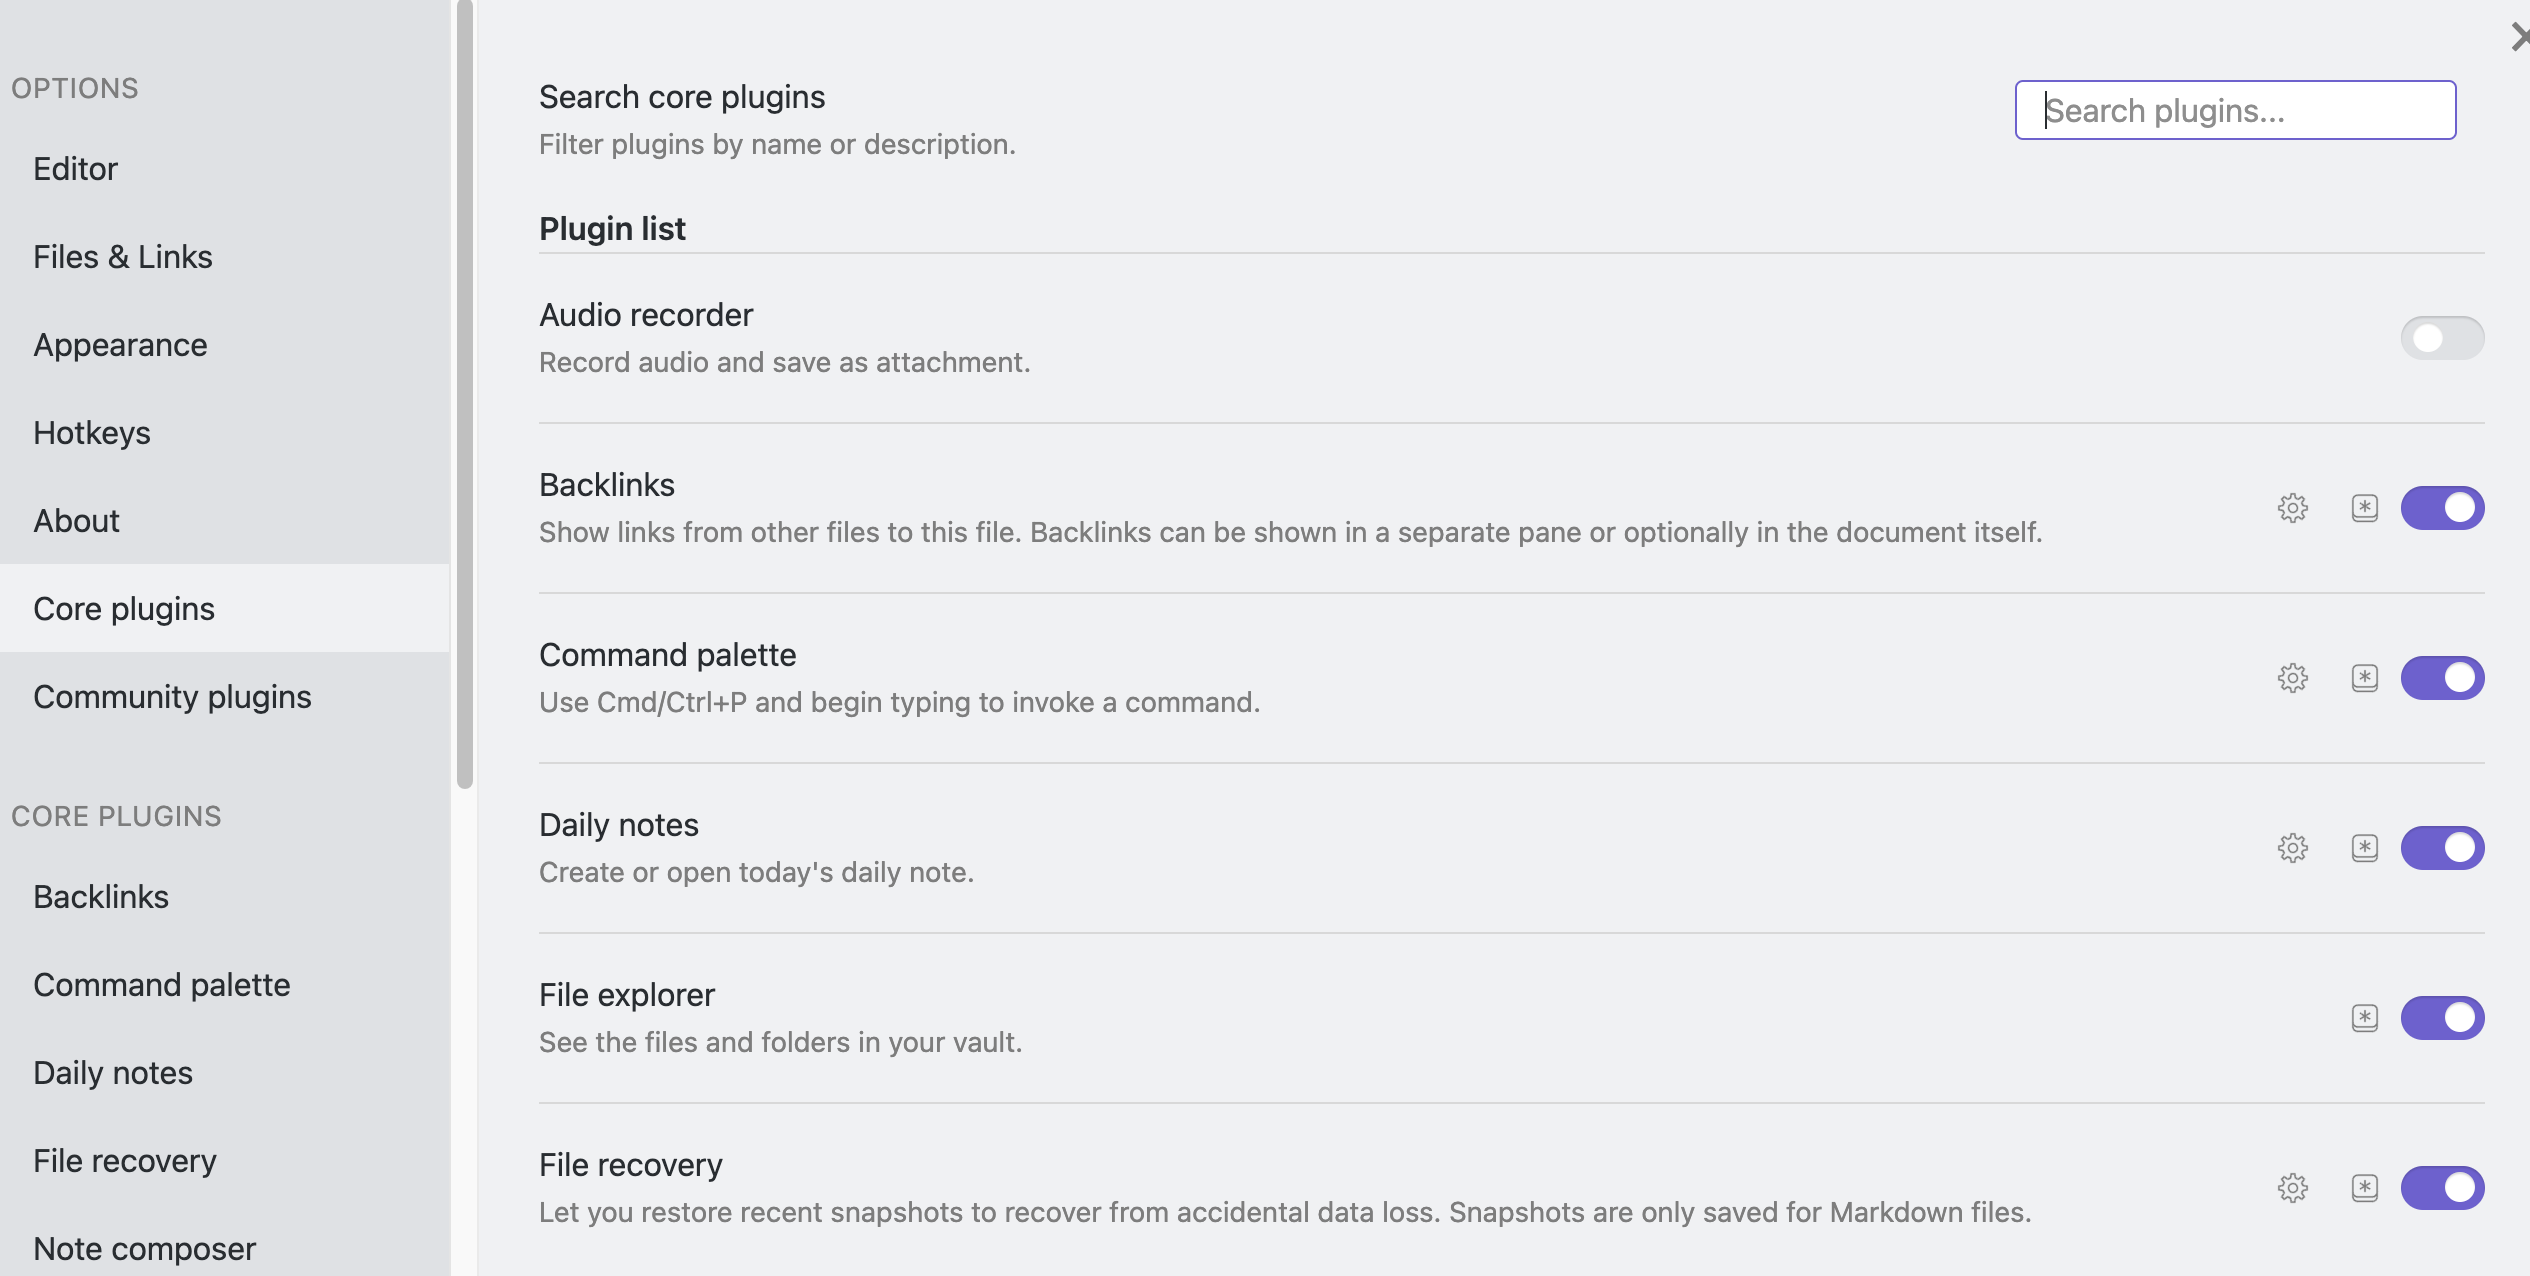 OPTIONS
Editor
Files & Links
Appearance
Hotkeys
About
Core plugins
Community plugins
CORE PLUGINS
Backlinks
Command palette
Daily notes
File recovery
Note composer
Search core plugins
Filter plugins by name or description.
Search plugins...
Plugin list
Audio recorder
Record audio and save as attachment.
Backlinks
Show links from other files to this file. Backlinks can be shown in a separate pane or optionally in the document itself.
Command palette
Use Cmd/Ctrl+P and begin typing to invoke a command.
Daily notes
Create or open today's daily note.
File explorer
See the files and folders in your vault.
File recovery
Let you restore recent snapshots to recover from accidental data loss. Snapshots are only saved for Markdown files.